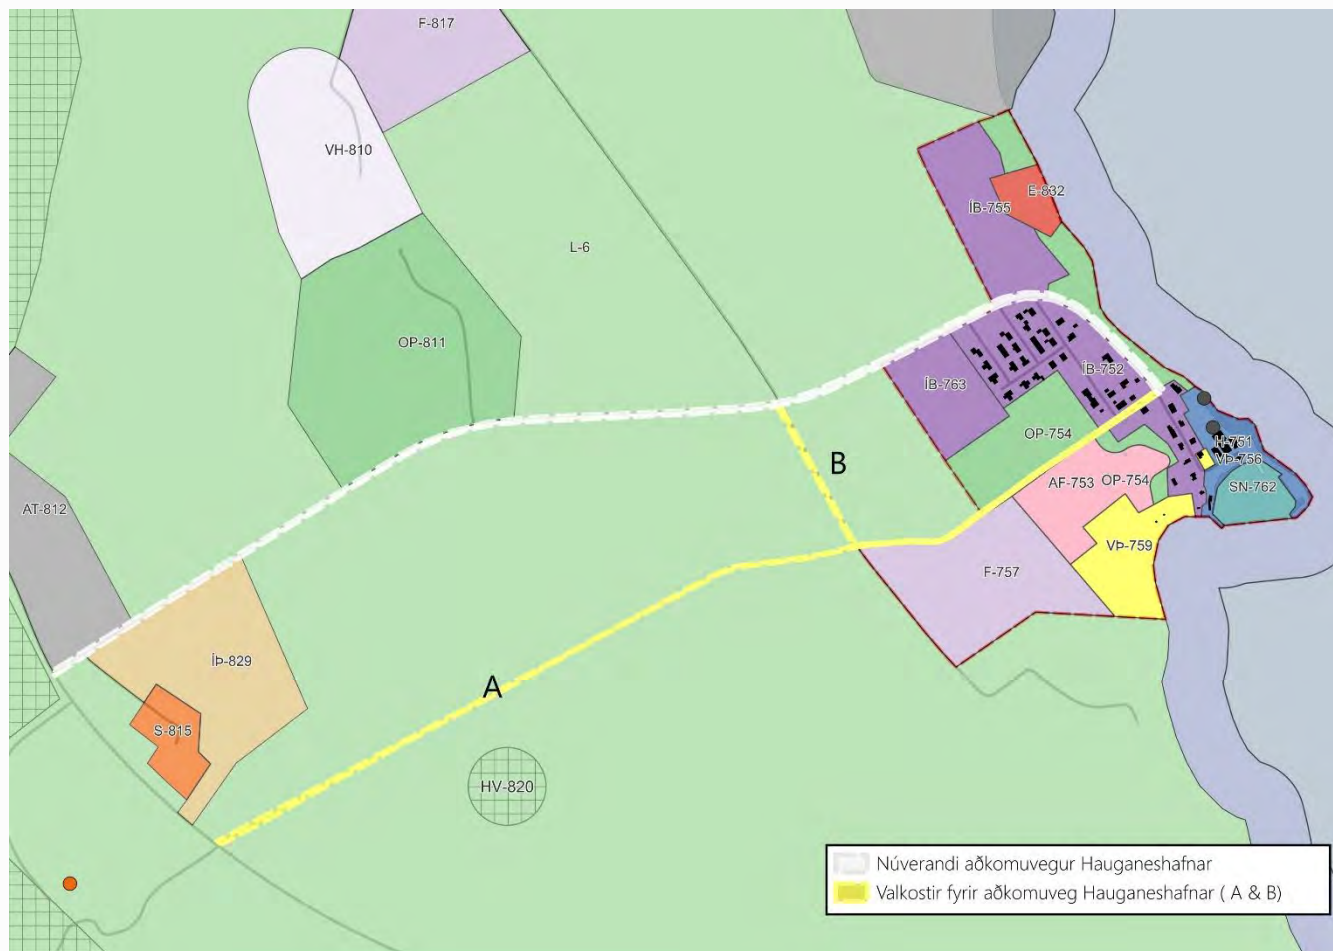 F-817
VH-810
E-832
ÍB-755
L-6
OP-811
ÍB-763
ÍB-752
OP-754
H-751
VÞ-756
B
AF-753
OP-754
SN-762
AT-812
VÞ-759
F-757
ÍÞ-829
A
S-815
HV-820
Núverandi aðkomuvegur Hauganeshafnar
Valkostir fyrir aðkomuveg Hauganeshafnar ( A & B)